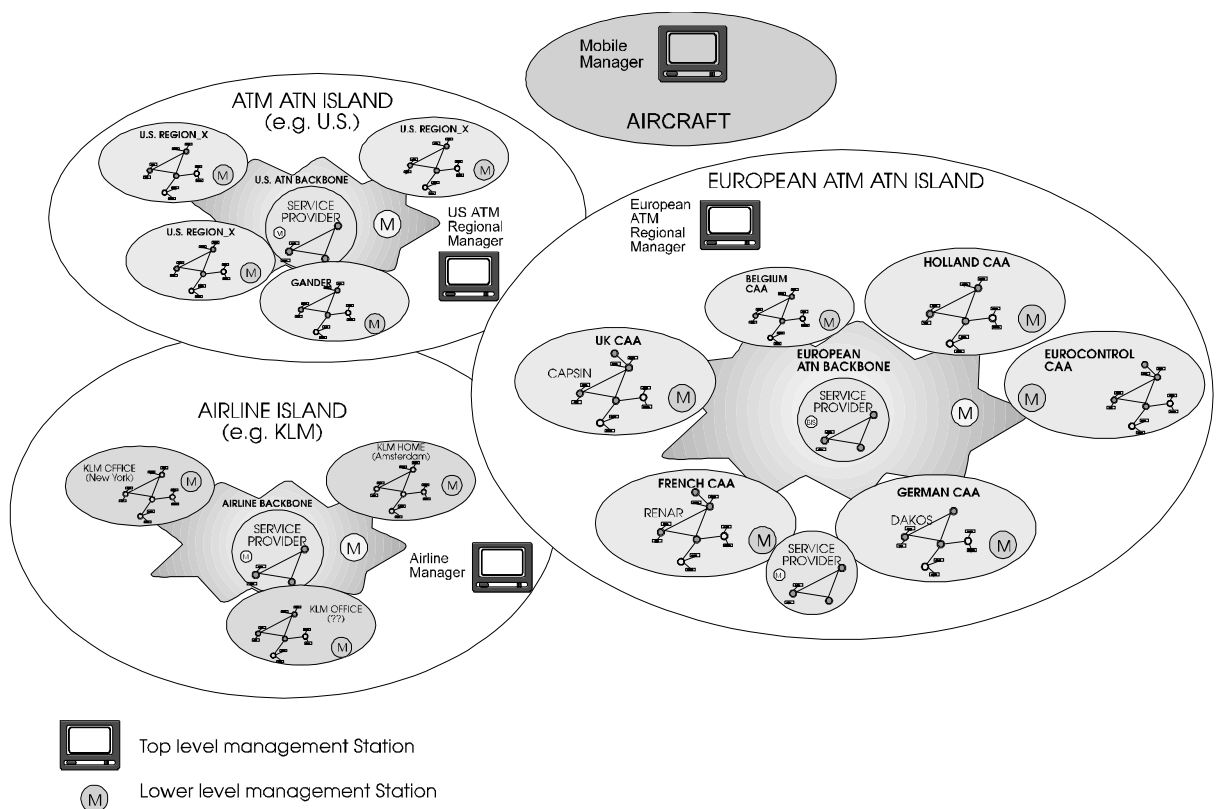 Mobile
Manager
AIRCRAFT
ATM ATN ISLAND
(e.g. U.S.)
U.S. REGION_X
M
U.S. REGION_X
M
U.S. ATN BACKBONE
SERVICE
PROVIDER
M
M
U.S. REGION_X
M
GANDER
M
US ATM
Regional
Manager
EUROPEAN ATM ATN ISLAND
European
ATM
Regional
Manager
BELGIUM
CAA
M
HOLLAND CAA
M
UK CAA
CAPSIN
M
EUROPEAN
ATN BACKBONE
SERVICE
PROVIDER
M
EUROCONTROL
CAA
M
FRENCH CAA
RENAR
M
GERMAN CAA
DAKOS
M
SERVICE
PROVIDER
M
AIRLINE ISLAND
(e.g. KLM)
KLM OFFICE
(New York)
M
KLM HOME
(Amsterdam)
M
AIRLINE BACKBONE
SERVICE
PROVIDER
M
M
KLM OFFICE
(??)
M
Airline
Manager
Top level management Station
M
Lower level management Station